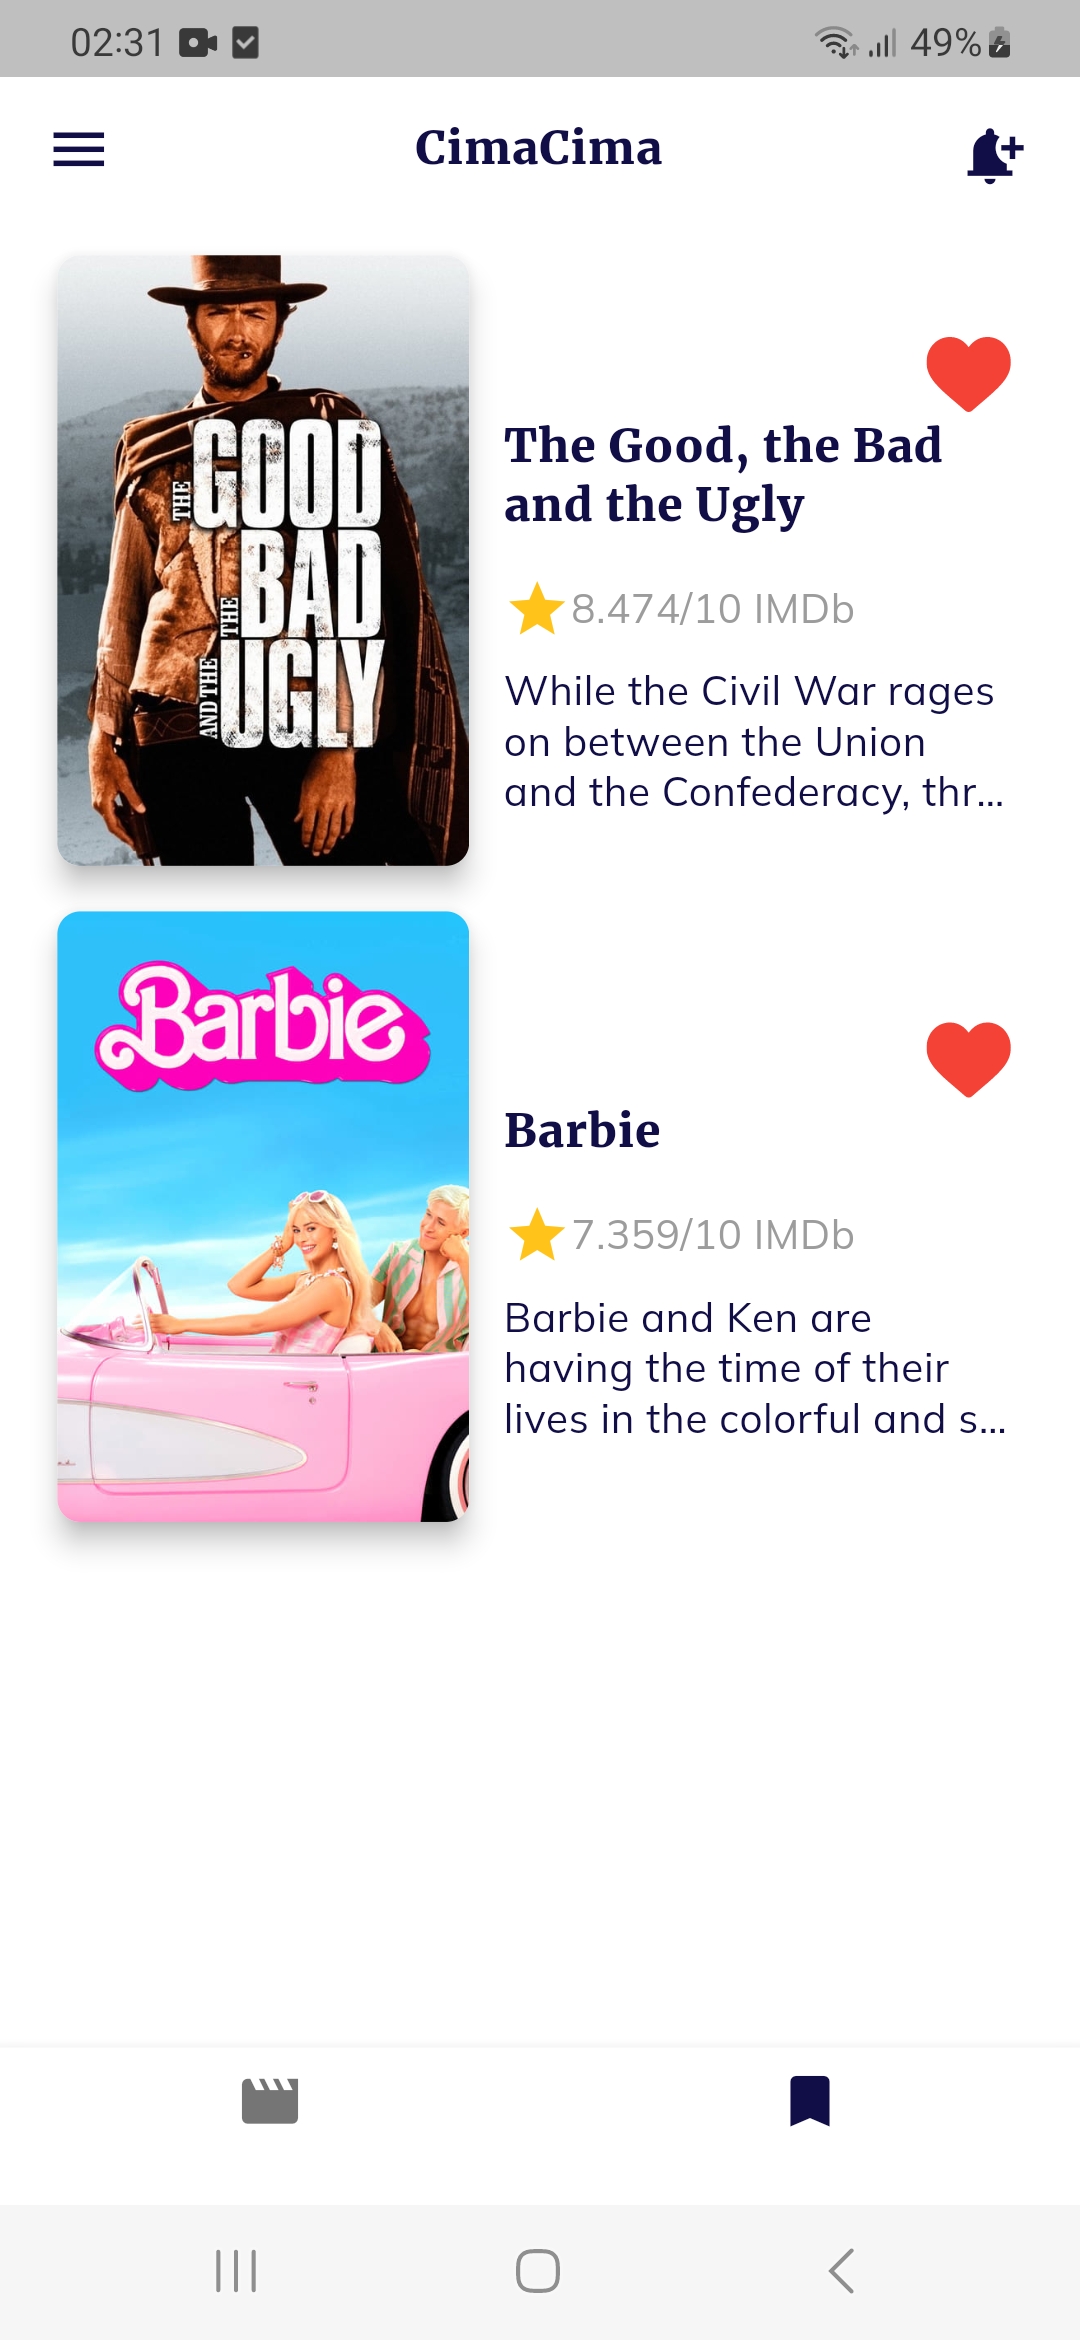 02:31
49%
CimaCima
THE GOOD
THE BAD
AND THE UGLY
The Good, the Bad
and the Ugly
8.474/10 IMDb
While the Civil War rages
on between the Union
and the Confederacy, thr...
Barbie
Barbie
7.359/10 IMDb
Barbie and Ken are
having the time of their
lives in the colorful and s...